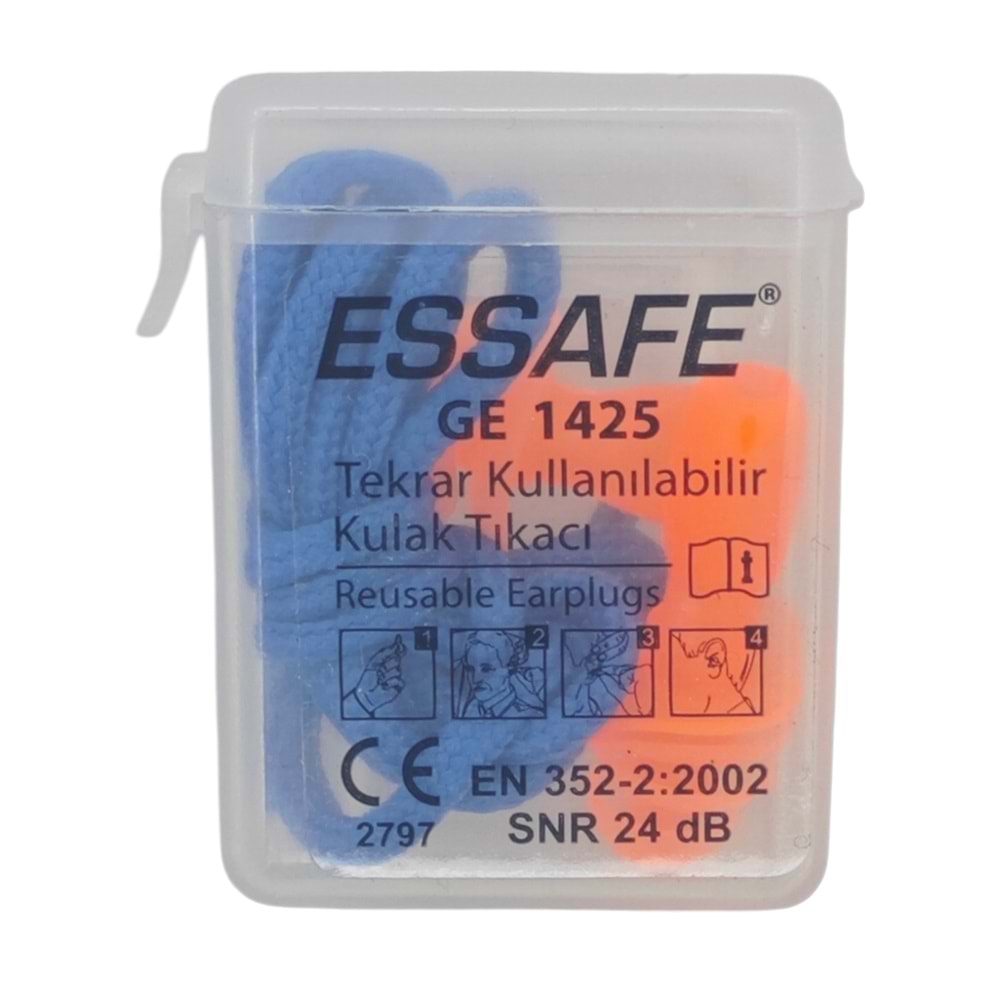 ESSAFE®
GE 1425
Tekrar Kullanılabilir
Kulak Tıkacı
Reusable Earplugs
i
1 2 3 4
CE EN 352-2:2002
2797 SNR 24 dB